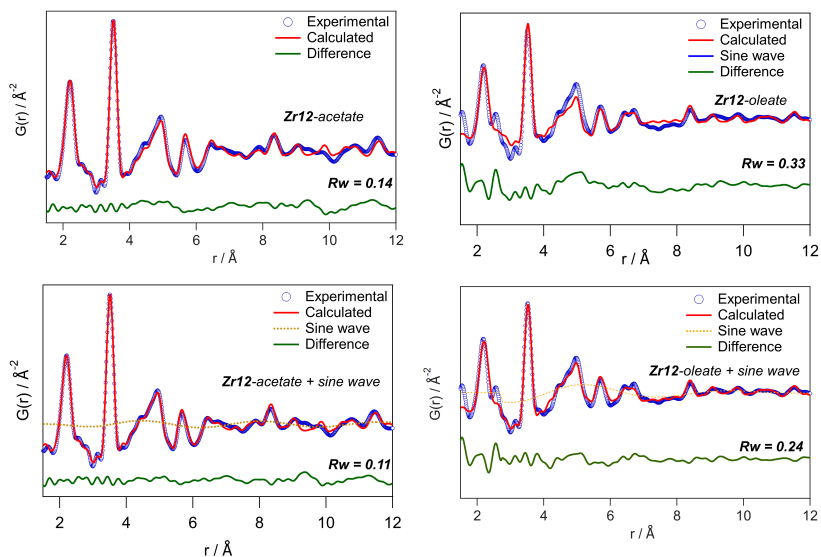 Experimental
Calculated
Difference
Zr12-acetate
Rw = 0.14
G(r) / Å-2
2 4 6 8 10 12
r / Å
Experimental
Calculated
Sine wave
Difference
Zr12-oleate
Rw = 0.33
G(r) / Å-2
2 4 6 8 10 12
r / Å
Experimental
Calculated
Sine wave
Difference
Zr12-acetate + sine wave
Rw = 0.11
G(r) / Å-2
2 4 6 8 10 12
r / Å
Experimental
Calculated
Sine wave
Difference
Zr12-oleate + sine wave
Rw = 0.24
G(r) / Å-2
2 4 6 8 10 12
r / Å